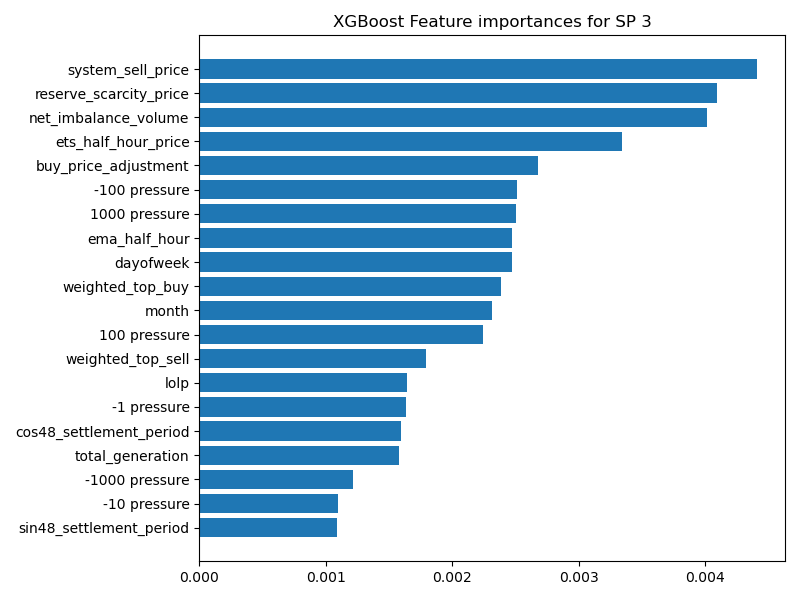 XGBoost Feature importances for SP 3
system_sell_price
reserve_scarcity_price
net_imbalance_volume
ets_half_hour_price
buy_price_adjustment
-100 pressure
1000 pressure
ema_half_hour
dayofweek
weighted_top_buy
month
100 pressure
weighted_top_sell
lolp
-1 pressure
cos48_settlement_period
total_generation
-1000 pressure
-10 pressure
sin48_settlement_period
0.000 0.001 0.002 0.003 0.004